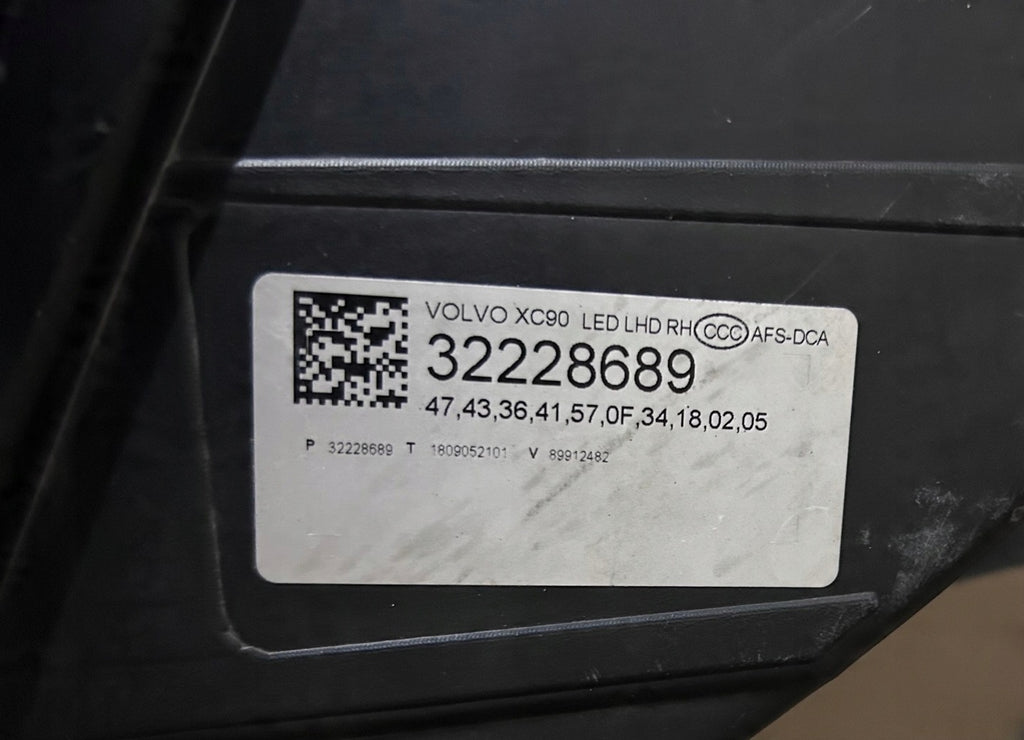 VOLVO XC90 LED LHD RH CCC AFS-DCA
32228689
47,43,36,41,57,0F,34,18,02,05
P 32228689 T 1809052101 V 89912482